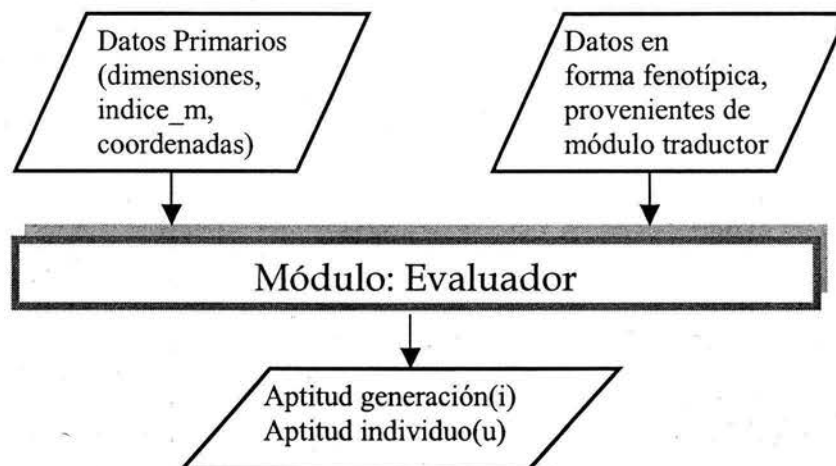 Datos Primarios
(dimensiones,
indice_m,
coordenadas)
Datos en
forma fenotípica,
provenientes de
módulo traductor
Módulo: Evaluador
Aptitud generación(i)
Aptitud individuo(u)